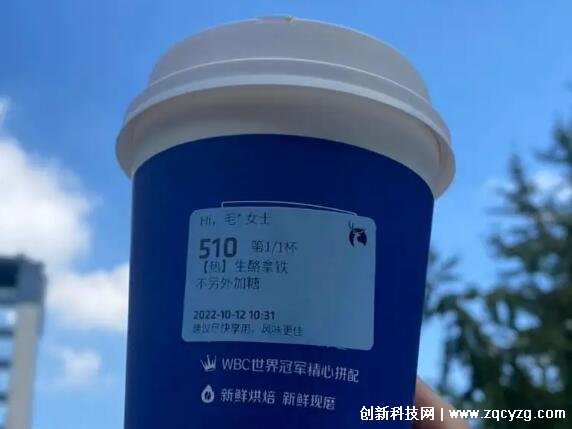 Hi，毛*女士
510 第1/1杯
【热】生酪拿铁
不另外加糖
2022-10-12 10:31
建议尽快享用，风味更佳
WBC世界冠军精心拼配
新鲜烘焙 新鲜现磨
创新科技网 | www.zqcyzg.com